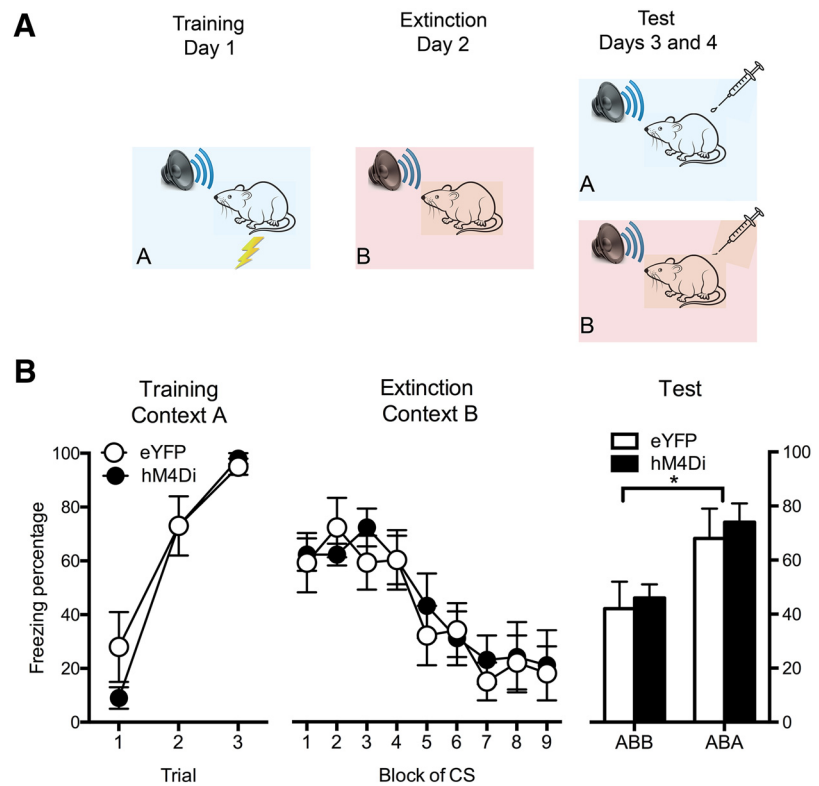 A
Training
Day 1
Extinction
Day 2
Test
Days 3 and 4
A
B
A
B
B
Training
Context A
Extinction
Context B
Test
eYFP
hM4Di
eYFP
hM4Di
*
Freezing percentage
100
80
60
40
20
0
100
80
60
40
20
0
1 2 3
1 2 3 4 5 6 7 8 9
ABB ABA
Trial
Block of CS